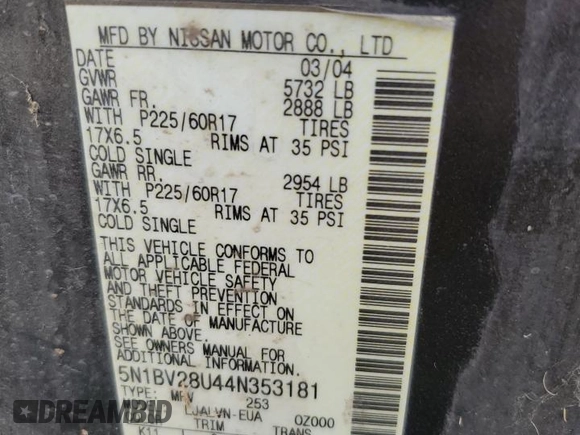 MFD BY NISSAN MOTOR CO., LTD
DATE 03/04
GVWR 5732 LB
GAWR FR. 2888 LB
WITH P225/60R17 TIRES
17X6.5 RIMS AT 35 PSI
COLD SINGLE
GAWR RR. 2954 LB
WITH P225/60R17 TIRES
17X6.5 RIMS AT 35 PSI
COLD SINGLE
THIS VEHICLE CONFORMS TO
ALL APPLICABLE FEDERAL
MOTOR VEHICLE SAFETY
AND THEFT PREVENTION
STANDARDS IN EFFECT ON
THE DATE OF MANUFACTURE
SHOWN ABOVE.
SEE OWNERS MANUAL FOR
ADDITIONAL INFORMATION.
5N1BV28U44N353181
TYPE: MPV 253
LJALVN-EUA OZ000
TRIM TRANS
K11
AUTOBIDCAR